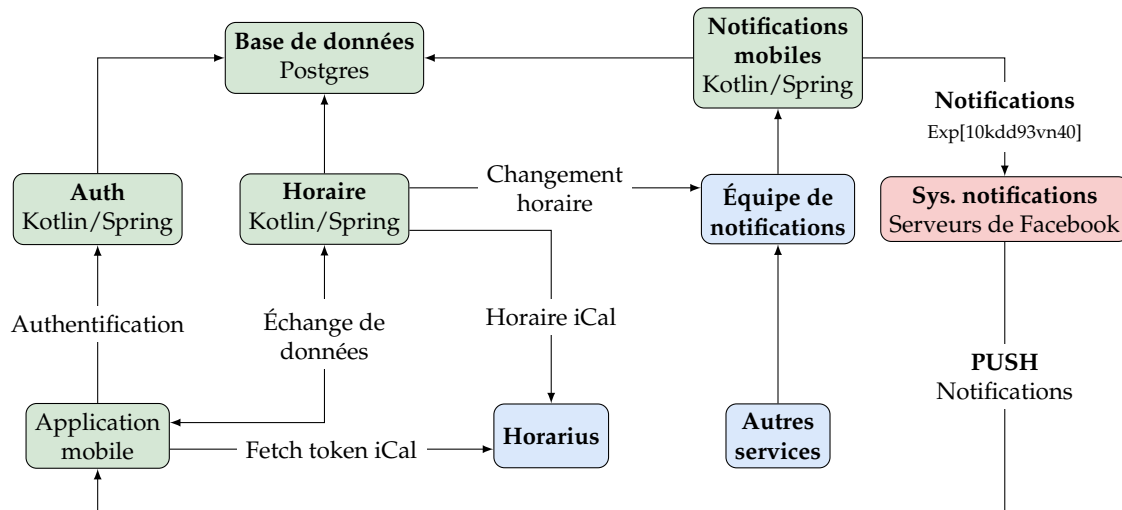 Base de données
Postgres
Notifications
mobiles
Kotlin/Spring
Notifications
Exp[10kdd93vn40]
Auth
Kotlin/Spring
Horaire
Kotlin/Spring
Changement
horaire
Équipe de
notifications
Sys. notifications
Serveurs de Facebook
Authentification
Échange de
données
Horaire iCal
PUSH
Notifications
Application
mobile
Fetch token iCal
Horarius
Autres
services